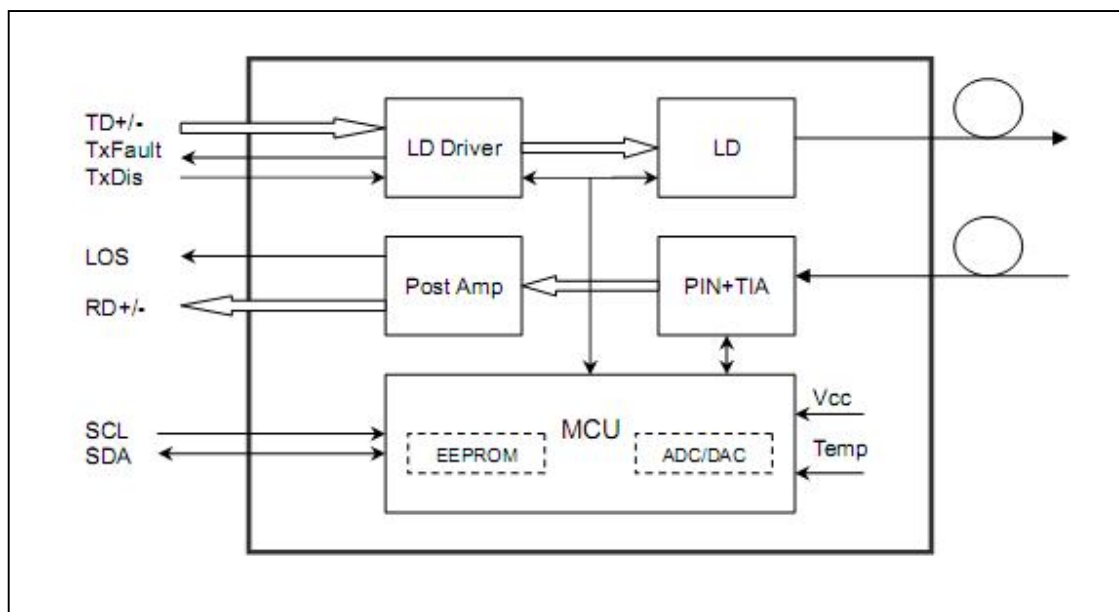 TD+/-
TxFault
TxDis
LD Driver
LD
LOS
RD+/-
Post Amp
PIN+TIA
SCL
SDA
MCU
EEPROM
ADC/DAC
Vcc
Temp